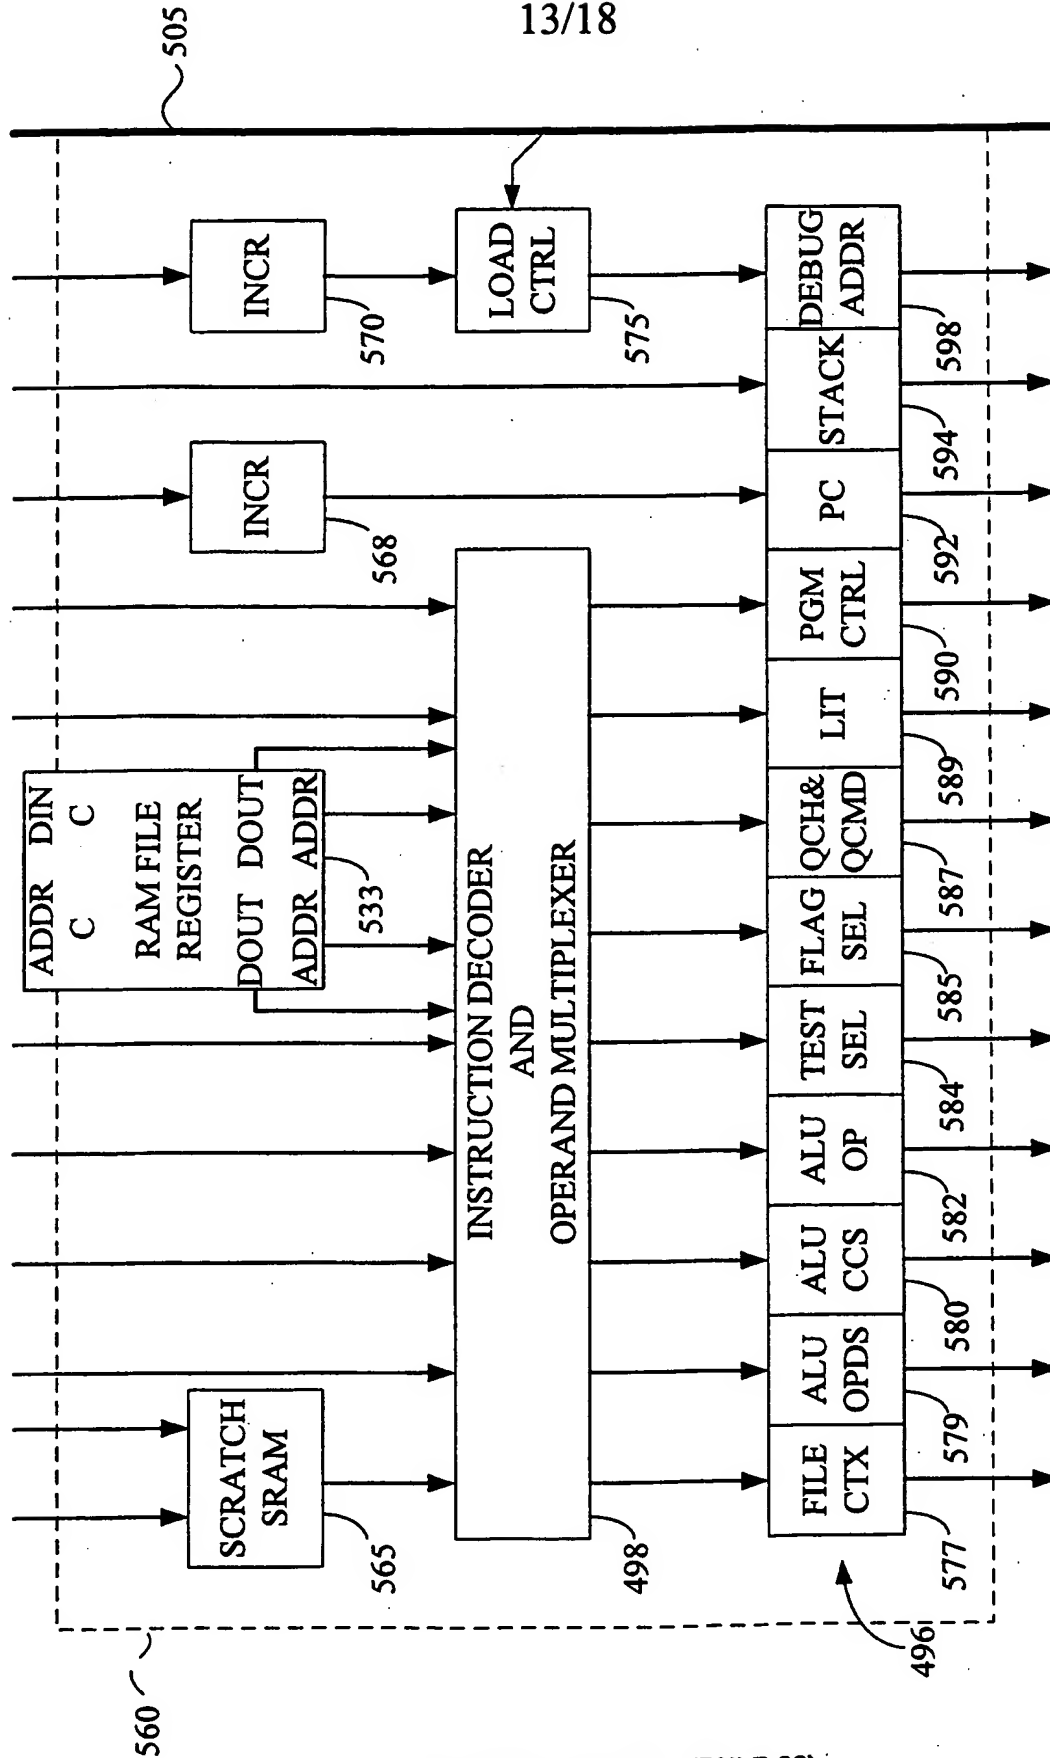 13/18
505
560
ADDR DIN
C C
RAM FILE
REGISTER
DOUT DOUT
ADDR ADDR
533
SCRATCH
SRAM
565
INCR
568
INCR
570
LOAD
CTRL
575
INSTRUCTION DECODER
AND
OPERAND MULTIPLEXER
498
FILE
CTX
577
ALU
OPDS
579
ALU
CCS
580
ALU
OP
582
TEST
SEL
584
FLAG
SEL
585
QCH&
QCMD
587
LIT
589
PGM
CTRL
590
PC
592
STACK
594
DEBUG
ADDR
598
496